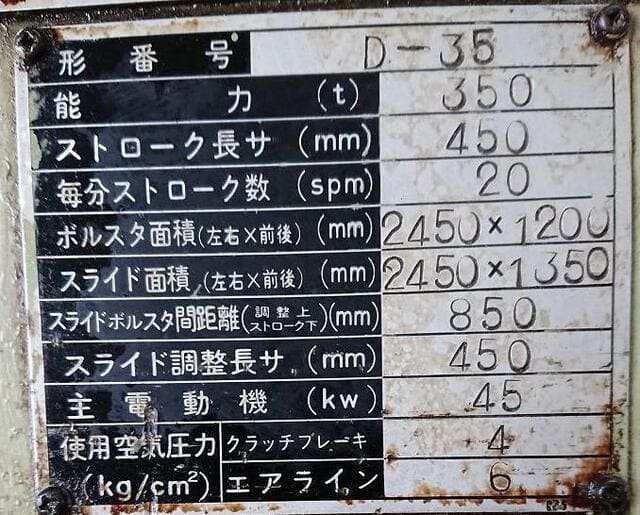 形番号 D-35
能力 (t) 350
ストローク長サ (mm) 450
毎分ストローク数 (spm) 20
ボルスタ面積(左右×前後) (mm) 2450×1200
スライド面積(左右×前後) (mm) 2450×1350
スライドボルスタ間距離(調整上ストローク下)(mm) 850
スライド調整長サ (mm) 450
主電動機 (kw) 45
使用空気圧力 クラッチブレーキ 4
(kg/cm²) エアライン 6